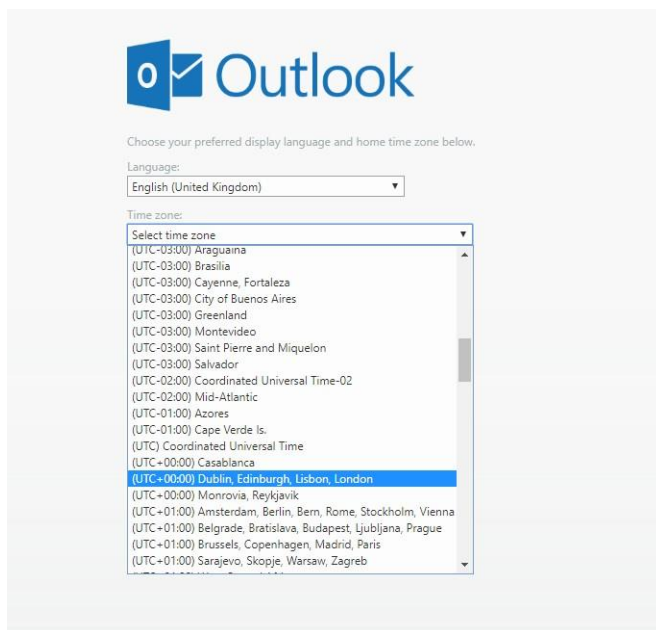 Outlook
Choose your preferred display language and home time zone below.
Language:
English (United Kingdom)
Time zone:
Select time zone
(UTC-03:00) Araguaina
(UTC-03:00) Brasilia
(UTC-03:00) Cayenne, Fortaleza
(UTC-03:00) City of Buenos Aires
(UTC-03:00) Greenland
(UTC-03:00) Montevideo
(UTC-03:00) Saint Pierre and Miquelon
(UTC-03:00) Salvador
(UTC-02:00) Coordinated Universal Time-02
(UTC-02:00) Mid-Atlantic
(UTC-01:00) Azores
(UTC-01:00) Cape Verde Is.
(UTC) Coordinated Universal Time
(UTC+00:00) Casablanca
(UTC+00:00) Dublin, Edinburgh, Lisbon, London
(UTC+00:00) Monrovia, Reykjavik
(UTC+01:00) Amsterdam, Berlin, Bern, Rome, Stockholm, Vienna
(UTC+01:00) Belgrade, Bratislava, Budapest, Ljubljana, Prague
(UTC+01:00) Brussels, Copenhagen, Madrid, Paris
(UTC+01:00) Sarajevo, Skopje, Warsaw, Zagreb